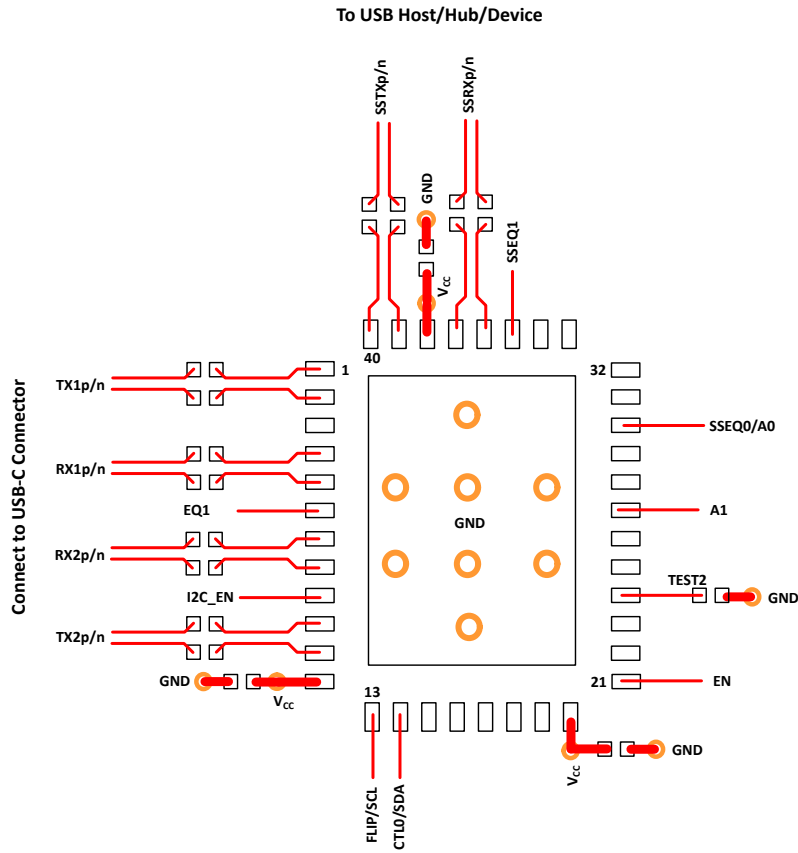 To USB Host/Hub/Device
SSTXp/n
SSRXp/n
GND
SSEQ1
VCC
40
1
32
TX1p/n
SSEQ0/A0
RX1p/n
EQ1
A1
GND
RX2p/n
Connect to USB-C Connector
I2C_EN
TEST2
GND
TX2p/n
GND
VCC
21
EN
13
GND
VCC
FLIP/SCL
CTL0/SDA